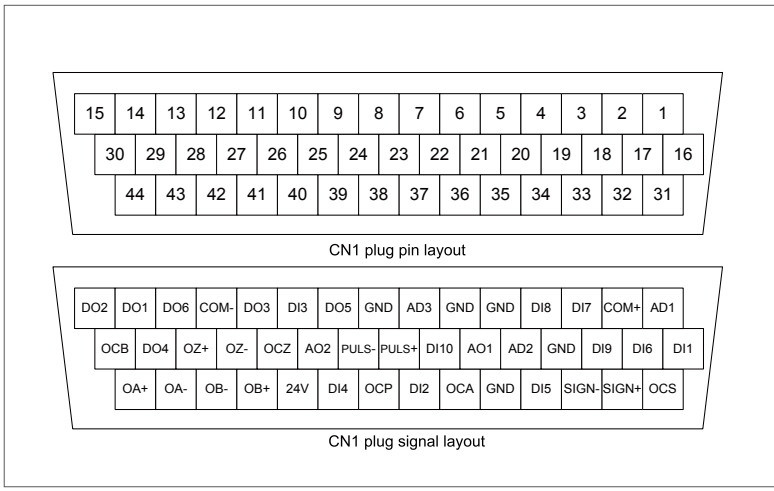 15 14 13 12 11 10 9 8 7 6 5 4 3 2 1
30 29 28 27 26 25 24 23 22 21 20 19 18 17 16
44 43 42 41 40 39 38 37 36 35 34 33 32 31
CN1 plug pin layout
DO2 DO1 DO6 COM- DO3 DI3 DO5 GND AD3 GND GND DI8 DI7 COM+ AD1
OCB DO4 OZ+ OZ- OCZ AO2 PULS- PULS+ DI10 AO1 AD2 GND DI9 DI6 DI1
OA+ OA- OB- OB+ 24V DI4 OCP DI2 OCA GND DI5 SIGN- SIGN+ OCS
CN1 plug signal layout